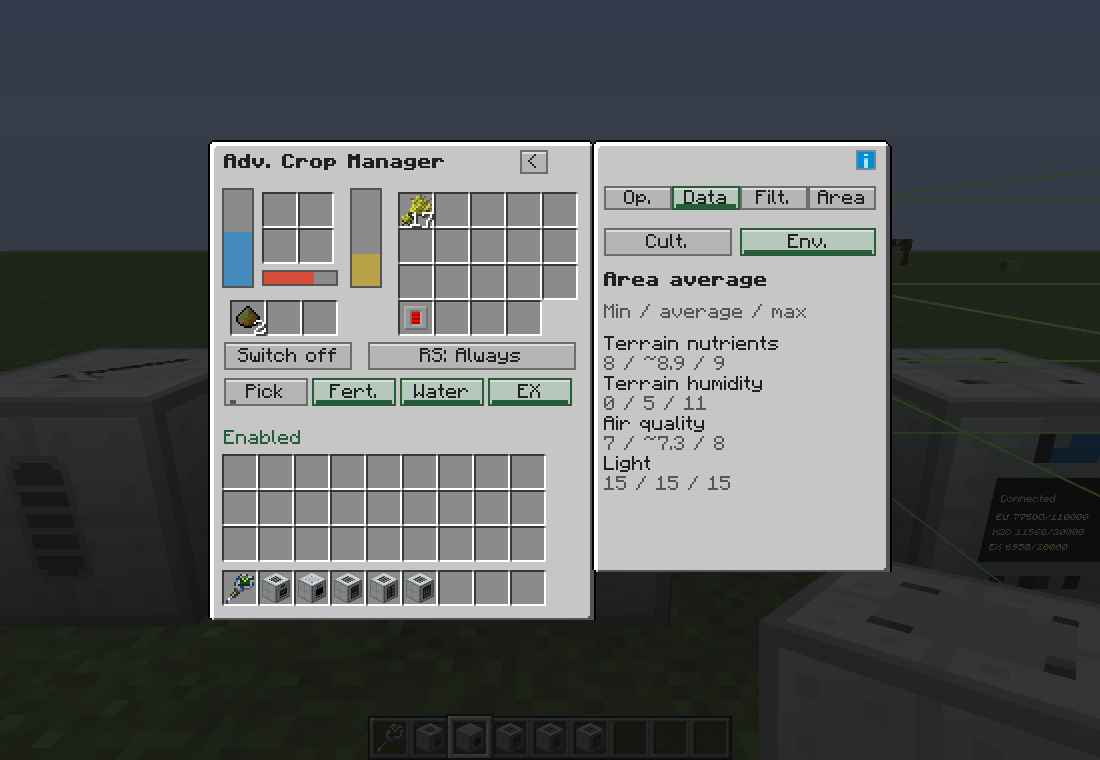 Adv. Crop Manager
<
i
Op.
Data
Filt.
Area
Cult.
Env.
17
2
Switch off
RS: Always
Pick
Fert.
Water
EX
Enabled
Area average
Min / average / max
Terrain nutrients
8 / ~8.9 / 9
Terrain humidity
0 / 5 / 11
Air quality
7 / ~7.3 / 8
Light
15 / 15 / 15
Connected
EU 77500/110000
H2O 11568/20000
EX 6950/20000